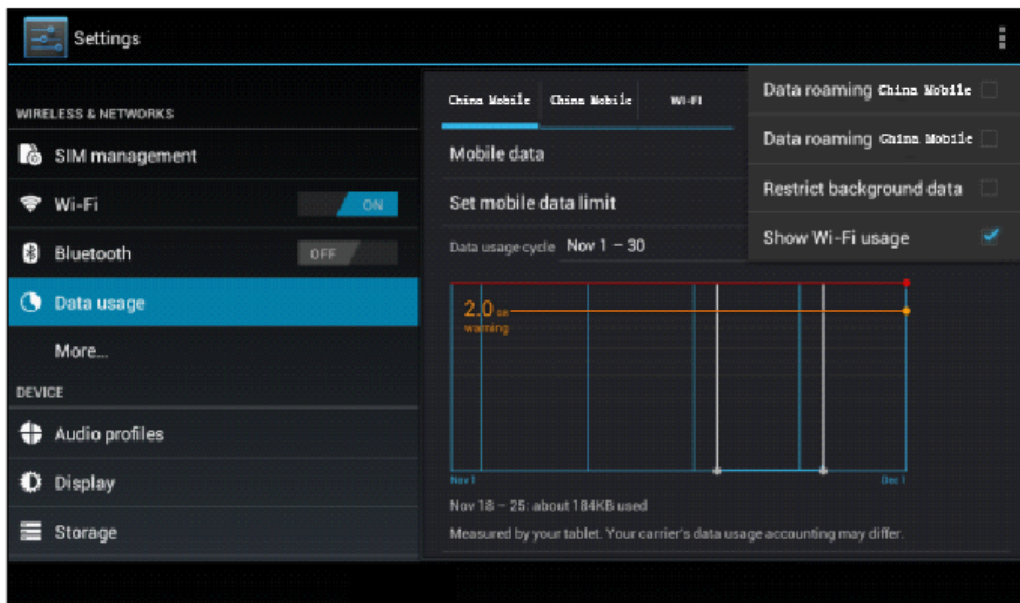 Settings
WIRELESS & NETWORKS
SIM management
Wi-Fi
ON
Bluetooth
OFF
Data usage
More...
DEVICE
Audio profiles
Display
Storage
China Mobile China Mobile WI-FI
Mobile data
Set mobile data limit
Data usage cycle Nov 1 – 30
2.0 GB
warning
Nov 1 Dec 1
Nov 18 – 25: about 184KB used
Measured by your tablet. Your carrier's data usage accounting may differ.
Data roaming China Mobile
Data roaming China Mobile
Restrict background data
Show Wi-Fi usage